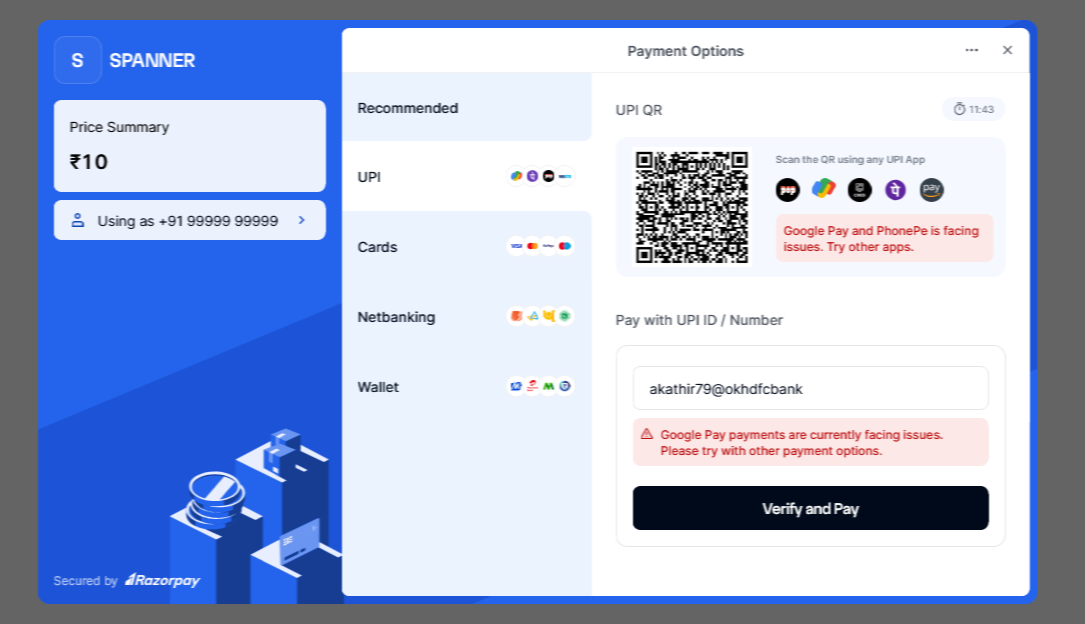 S SPANNER
Price Summary
₹10
Using as +91 99999 99999
Secured by Razorpay
Payment Options
Recommended
UPI
Cards
Netbanking
Wallet
UPI QR
11:43
Scan the QR using any UPI App
pop
pay
Google Pay and PhonePe is facing
issues. Try other apps.
Pay with UPI ID / Number
akathir79@okhdfcbank
Google Pay payments are currently facing issues.
Please try with other payment options.
Verify and Pay